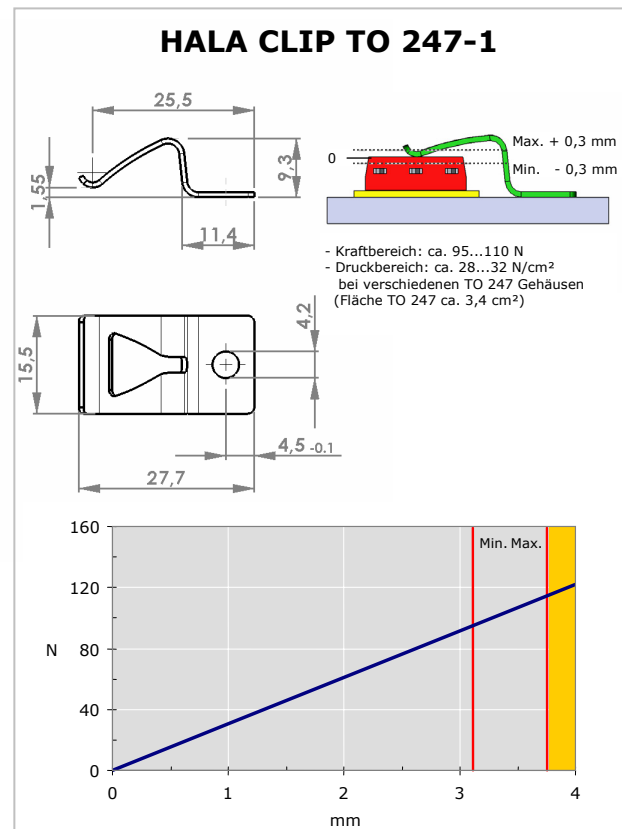 HALA CLIP TO 247-1
25,5
9,3
1,55
11,4
0
Max. + 0,3 mm
Min. - 0,3 mm
- Kraftbereich: ca. 95...110 N
- Druckbereich: ca. 28...32 N/cm²
bei verschiedenen TO 247 Gehäusen
(Fläche TO 247 ca. 3,4 cm²)
15,5
4,2
4,5 -0.1
27,7
160
120
80
40
0
N
Min. Max.
0 1 2 3 4
mm